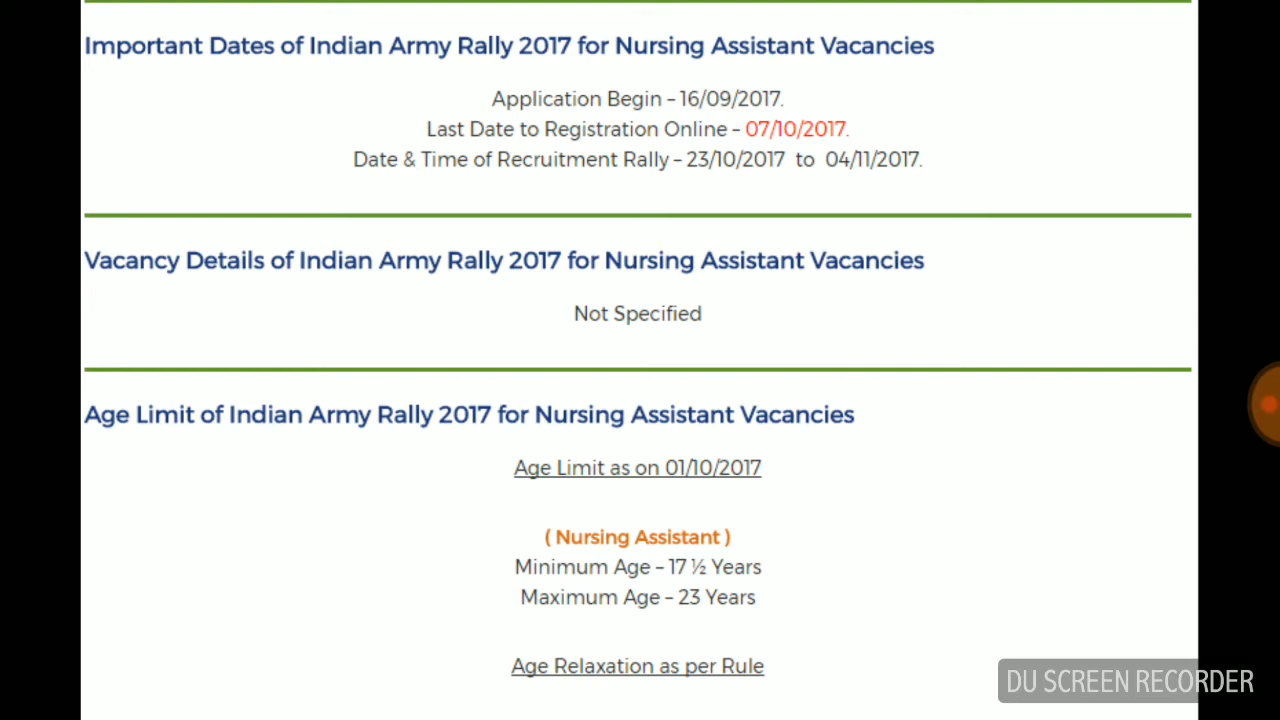 Important Dates of Indian Army Rally 2017 for Nursing Assistant Vacancies
Application Begin – 16/09/2017.
Last Date to Registration Online – 07/10/2017.
Date & Time of Recruitment Rally – 23/10/2017 to 04/11/2017.
Vacancy Details of Indian Army Rally 2017 for Nursing Assistant Vacancies
Not Specified
Age Limit of Indian Army Rally 2017 for Nursing Assistant Vacancies
Age Limit as on 01/10/2017
( Nursing Assistant )
Minimum Age – 17 ½ Years
Maximum Age – 23 Years
Age Relaxation as per Rule
DU SCREEN RECORDER